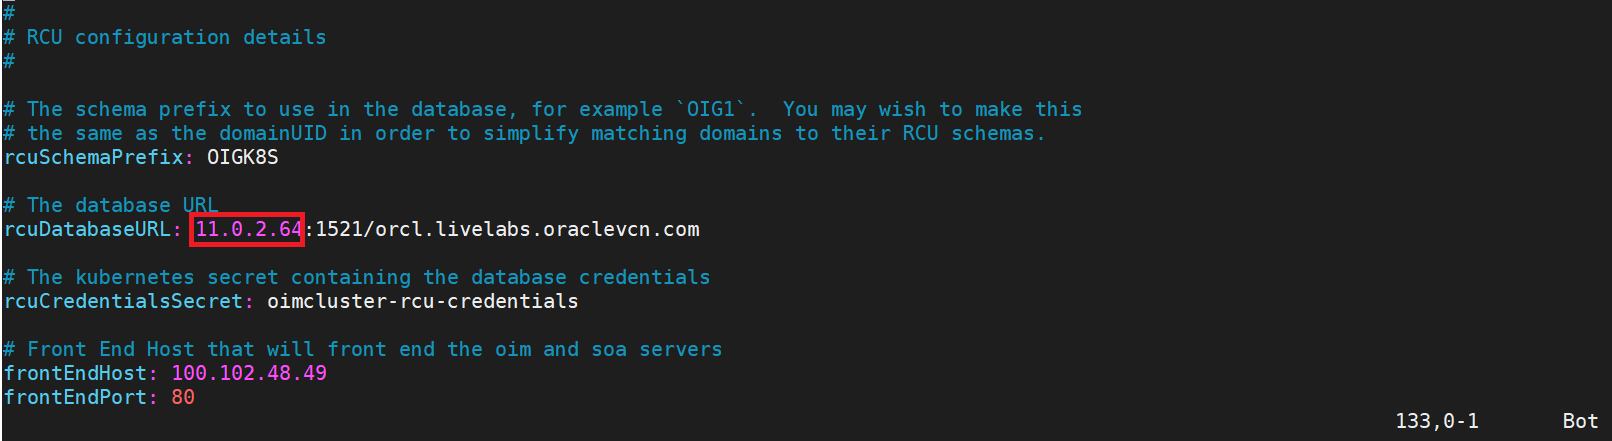 #
# RCU configuration details
#
# The schema prefix to use in the database, for example `OIG1`.  You may wish to make this
# the same as the domainUID in order to simplify matching domains to their RCU schemas.
rcuSchemaPrefix: OIGK8S
# The database URL
rcuDatabaseURL: 11.0.2.64:1521/orcl.livelabs.oraclevcn.com
# The kubernetes secret containing the database credentials
rcuCredentialsSecret: oimcluster-rcu-credentials
# Front End Host that will front end the oim and soa servers
frontEndHost: 100.102.48.49
frontEndPort: 80
133,0-1 Bot